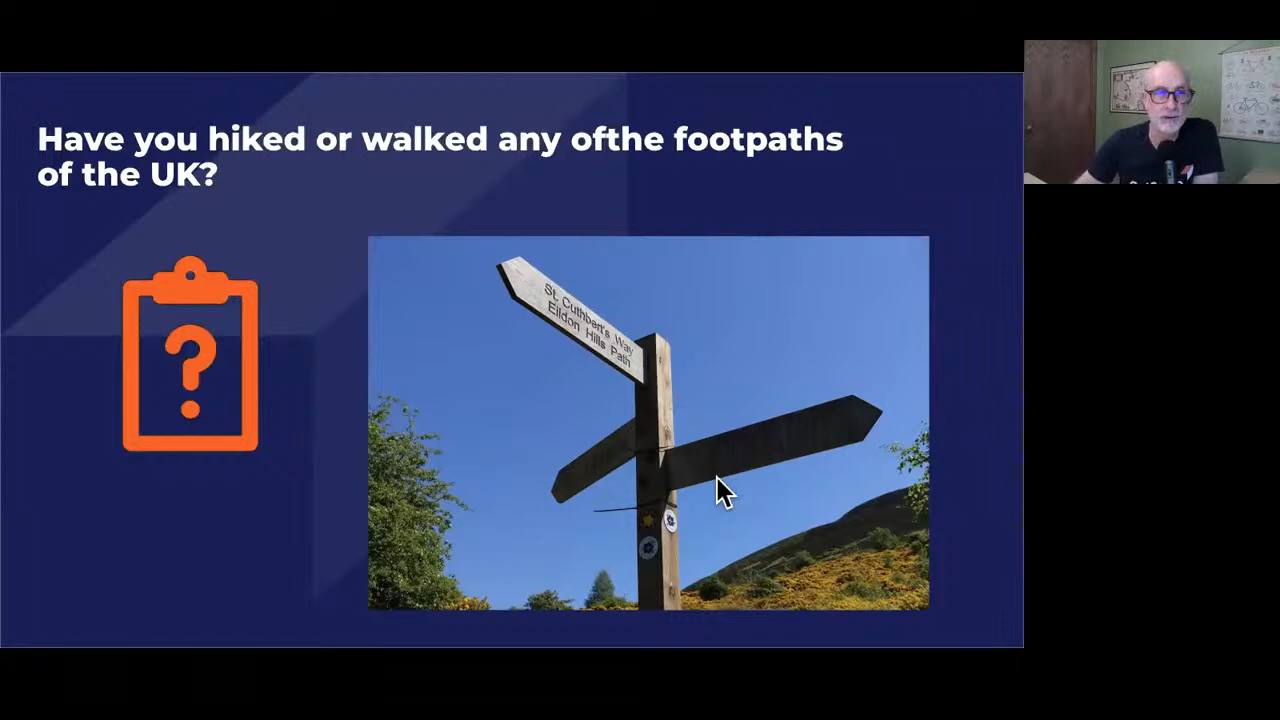 Have you hiked or walked any ofthe footpaths
of the UK?
St. Cuthbert's Way
Eildon Hills Path